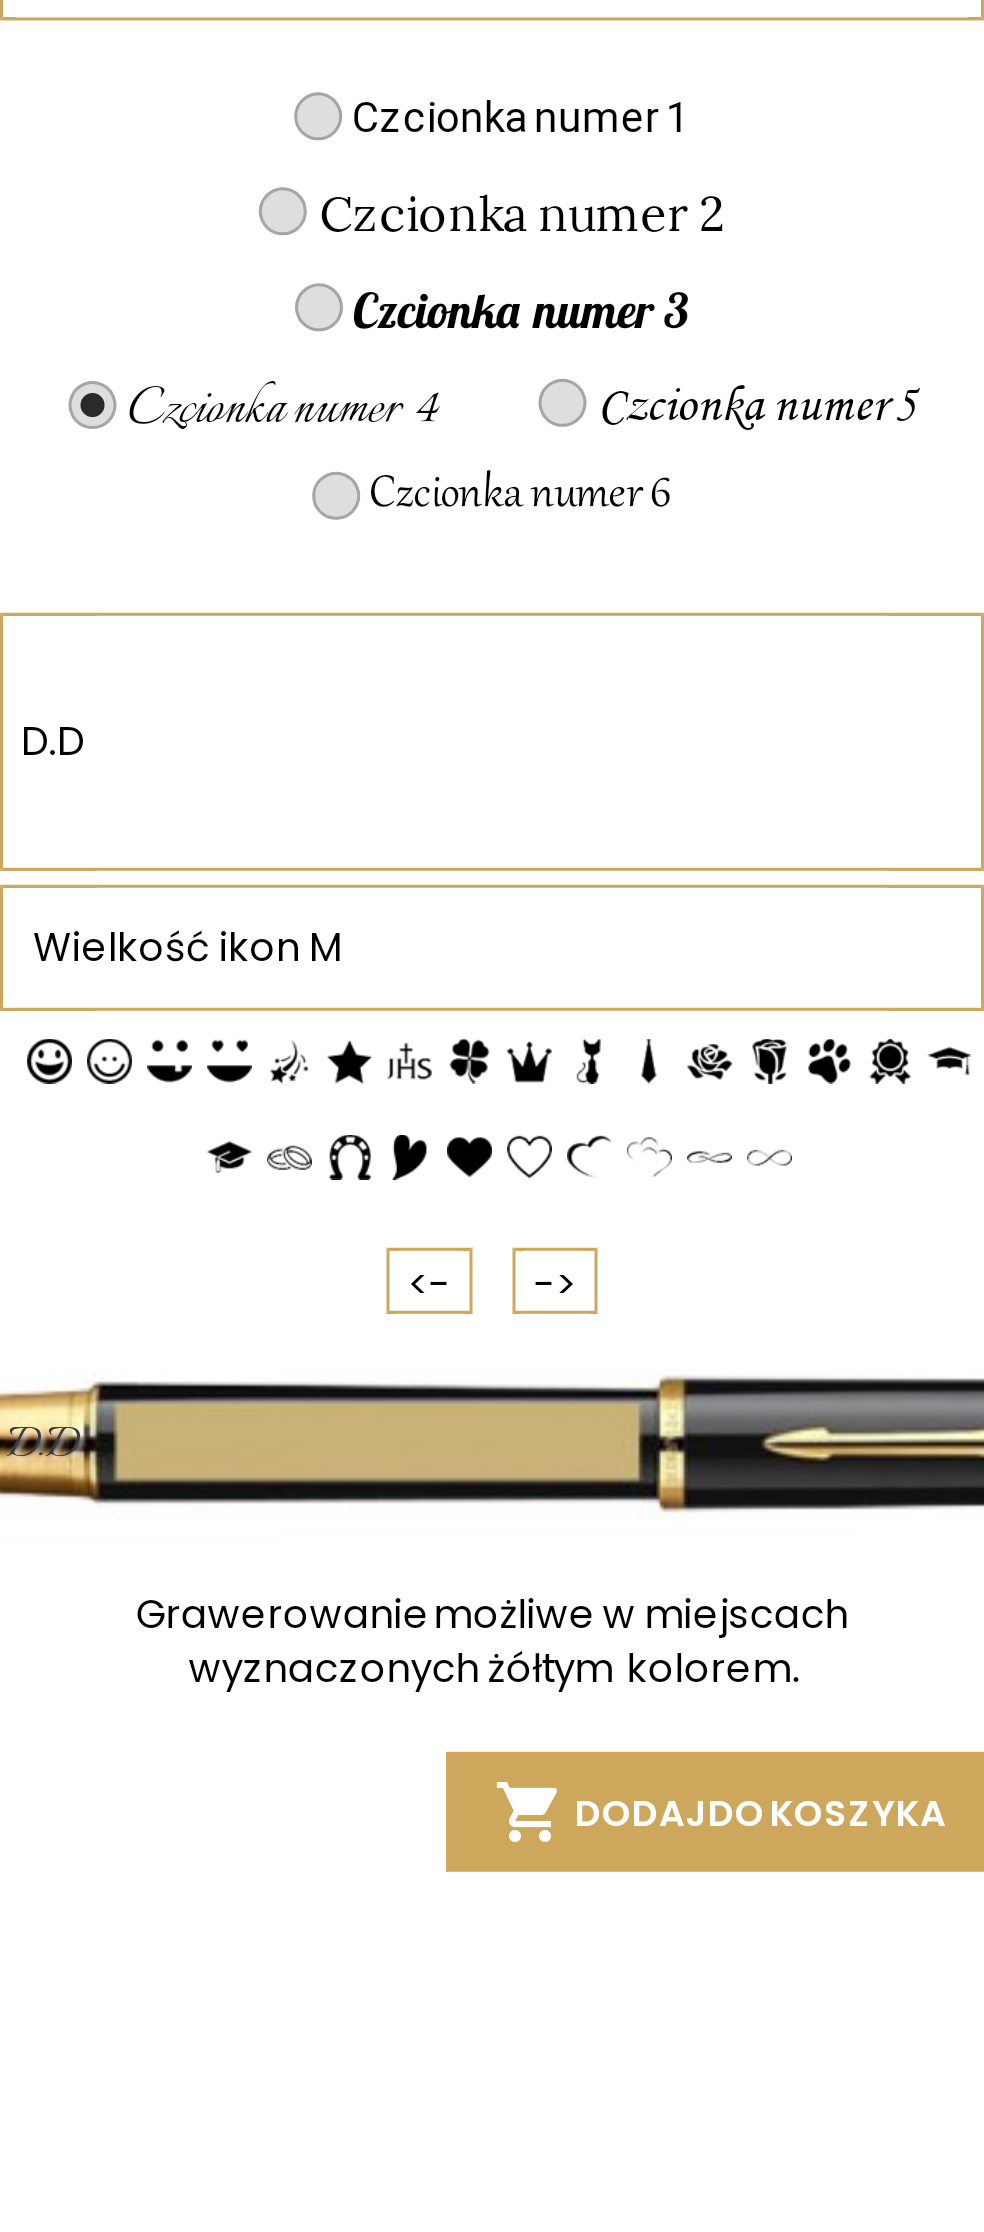 Czcionka numer 1
Czcionka numer 2
Czcionka numer 3
Czcionka numer 4
Czcionka numer 5
Czcionka numer 6
D.D
Wielkość ikon M
JHS
<-
->
D.D
Grawerowanie możliwe w miejscach
wyznaczonych żółtym kolorem.
DODAJ DO KOSZYKA